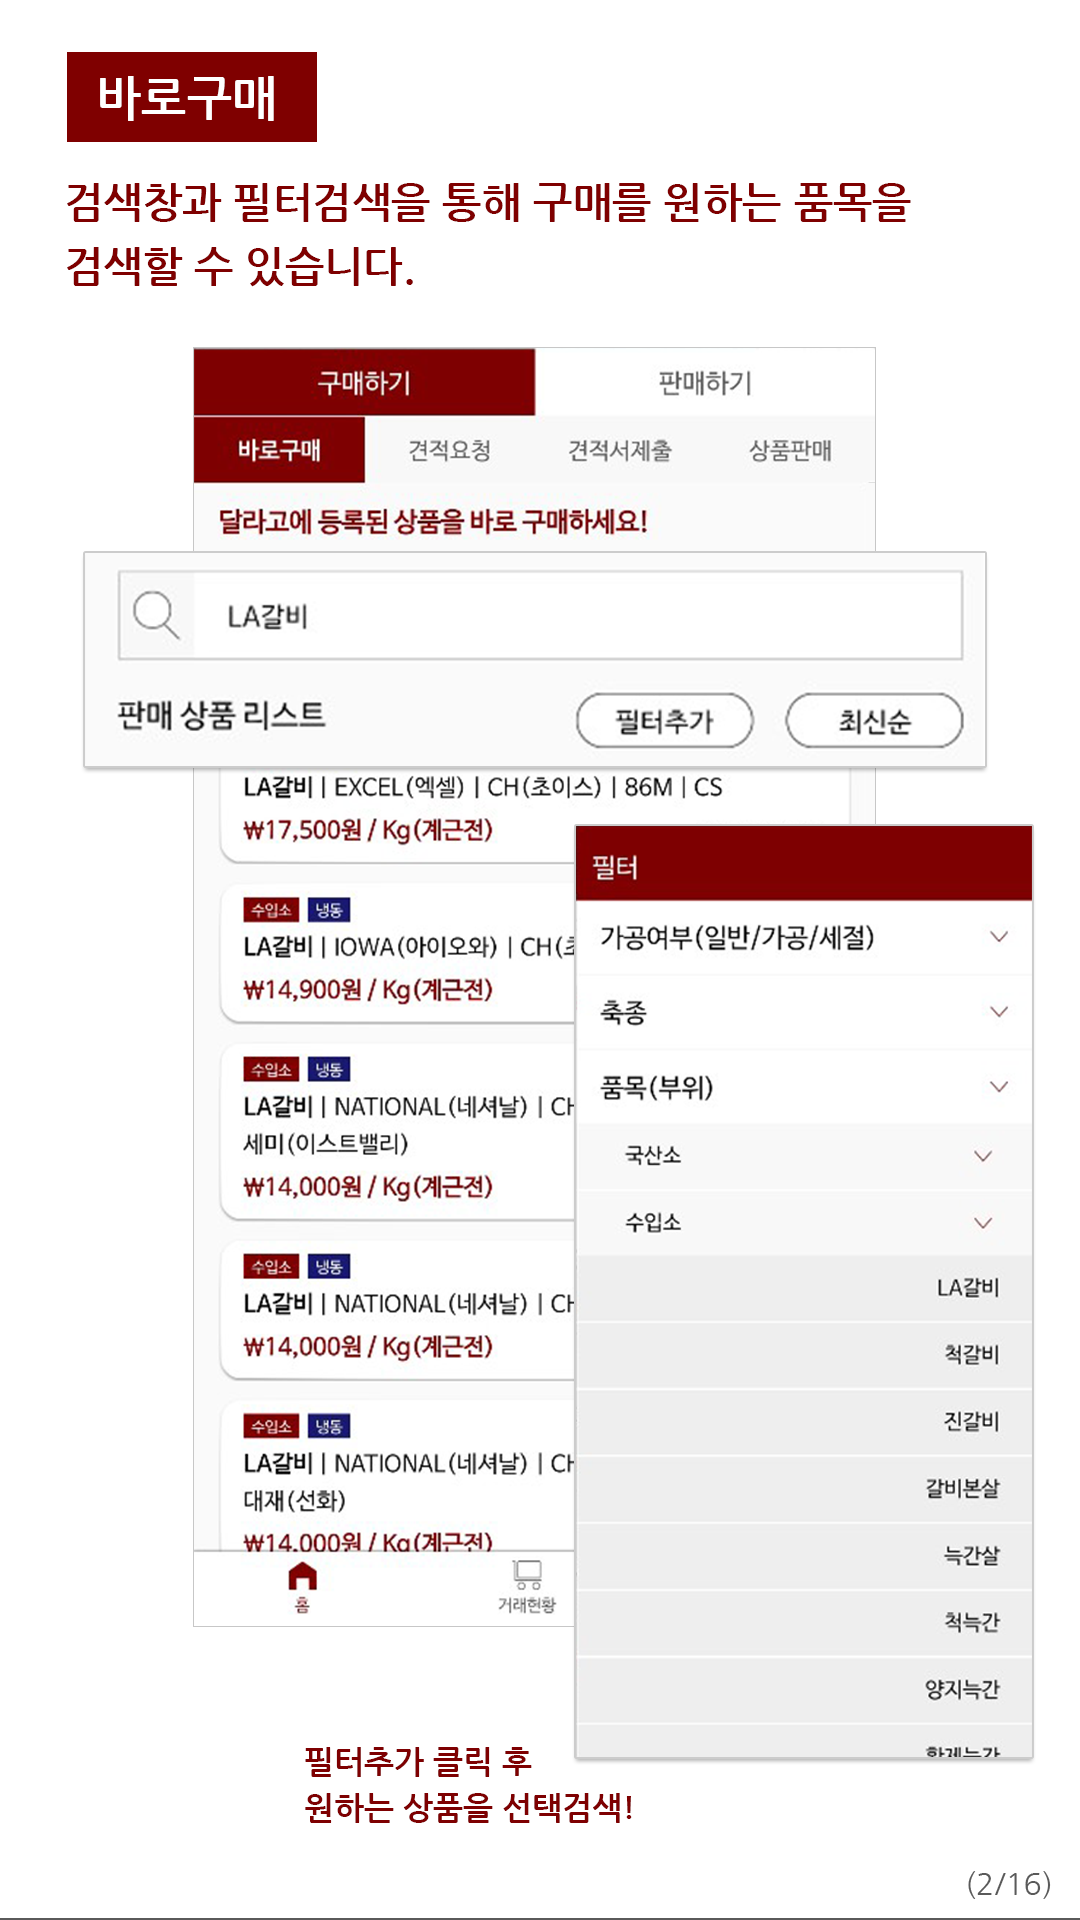 바로구매
검색창과 필터검색을 통해 구매를 원하는 품목을
검색할 수 있습니다.
구매하기 판매하기
바로구매 견적요청 견적서제출 상품판매
달라고에 등록된 상품을 바로 구매하세요!
LA갈비
판매 상품 리스트 필터추가 최신순
LA갈비 | EXCEL(엑셀) | CH(초이스) | 86M | CS
₩17,500원 / Kg(계근전)
수입소 냉동
LA갈비 | IOWA(아이오와) | CH(초
₩14,900원 / Kg(계근전)
수입소 냉동
LA갈비 | NATIONAL(네셔날) | CH
세미(이스트밸리)
₩14,000원 / Kg(계근전)
수입소 냉동
LA갈비 | NATIONAL(네셔날) | CH
₩14,000원 / Kg(계근전)
수입소 냉동
LA갈비 | NATIONAL(네셔날) | CH
대재(선화)
₩14,000원 / Kg(계근전)
홈 거래현황
필터
가공여부(일반/가공/세절)
축종
품목(부위)
국산소
수입소
LA갈비
척갈비
진갈비
갈비본살
늑간살
척늑간
양지늑간
필터추가 클릭 후
원하는 상품을 선택검색!
(2/16)